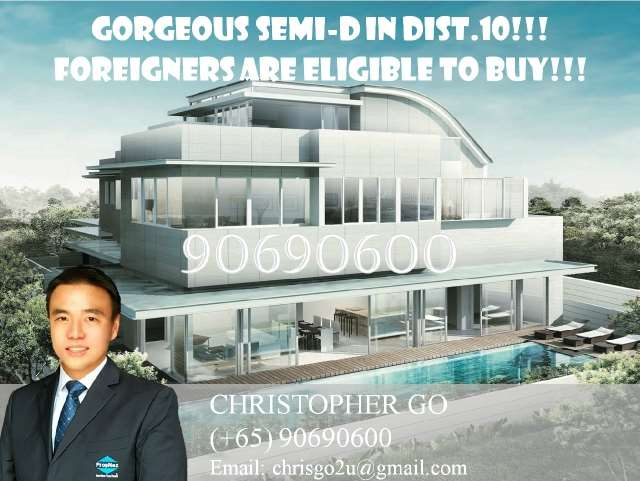 GORGEOUS SEMI-D IN DIST.10!!!
FOREIGNERS ARE ELIGIBLE TO BUY!!!
90690600
CHRISTOPHER GO
(+65) 90690600
Email: chrisgo2u@gmail.com
PropNex